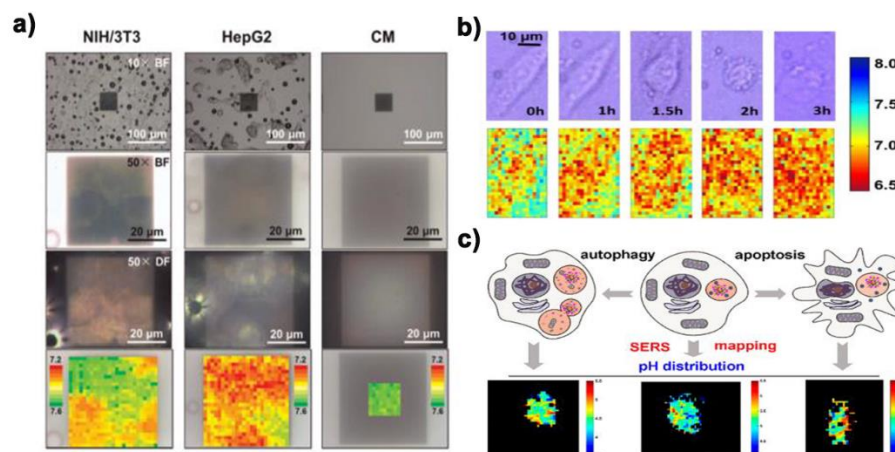 a)
NIH/3T3 HepG2 CM
10× BF
100 µm 100 µm 100 µm
50× BF
20 µm 20 µm 20 µm
50× DF
20 µm 20 µm 20 µm
7.2 7.2 7.2
7.6 7.6 7.6
b)
10 µm
0h 1h 1.5h 2h 3h
8.0
7.5
7.0
6.5
c)
autophagy apoptosis
SERS mapping
pH distribution